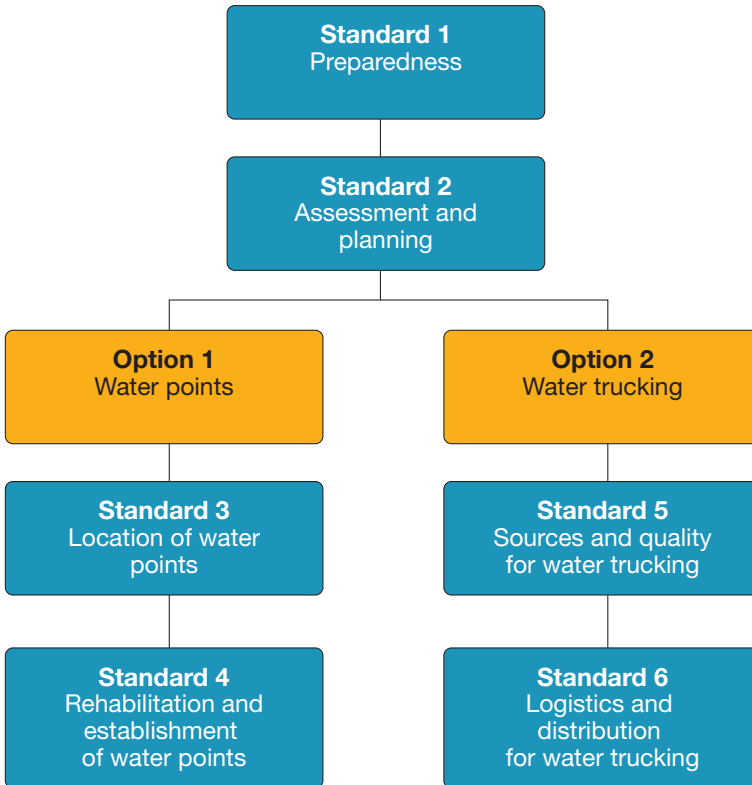 Standard 1
Preparedness
Standard 2
Assessment and
planning
Option 1
Water points
Option 2
Water trucking
Standard 3
Location of water
points
Standard 5
Sources and quality
for water trucking
Standard 4
Rehabilitation and
establishment
of water points
Standard 6
Logistics and
distribution
for water trucking